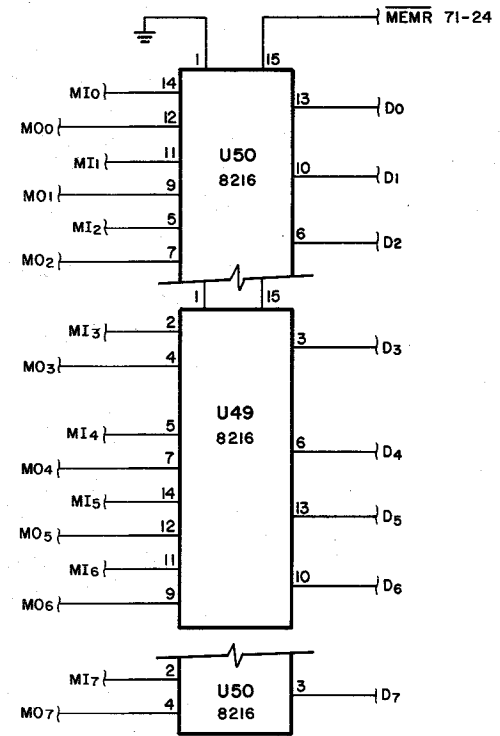 MEMR 71-24
1 15
MI0 14
13 D0
MO0 12
U50
8216
MI1 11
10 D1
MO1 9
MI2 5
6 D2
MO2 7
1 15
MI3 2
3 D3
MO3 4
U49
8216
MI4 5
6 D4
MO4 7
MI5 14
13 D5
MO5 12
MI6 11
10 D6
MO6 9
MI7 2
U50
8216
3 D7
MO7 4